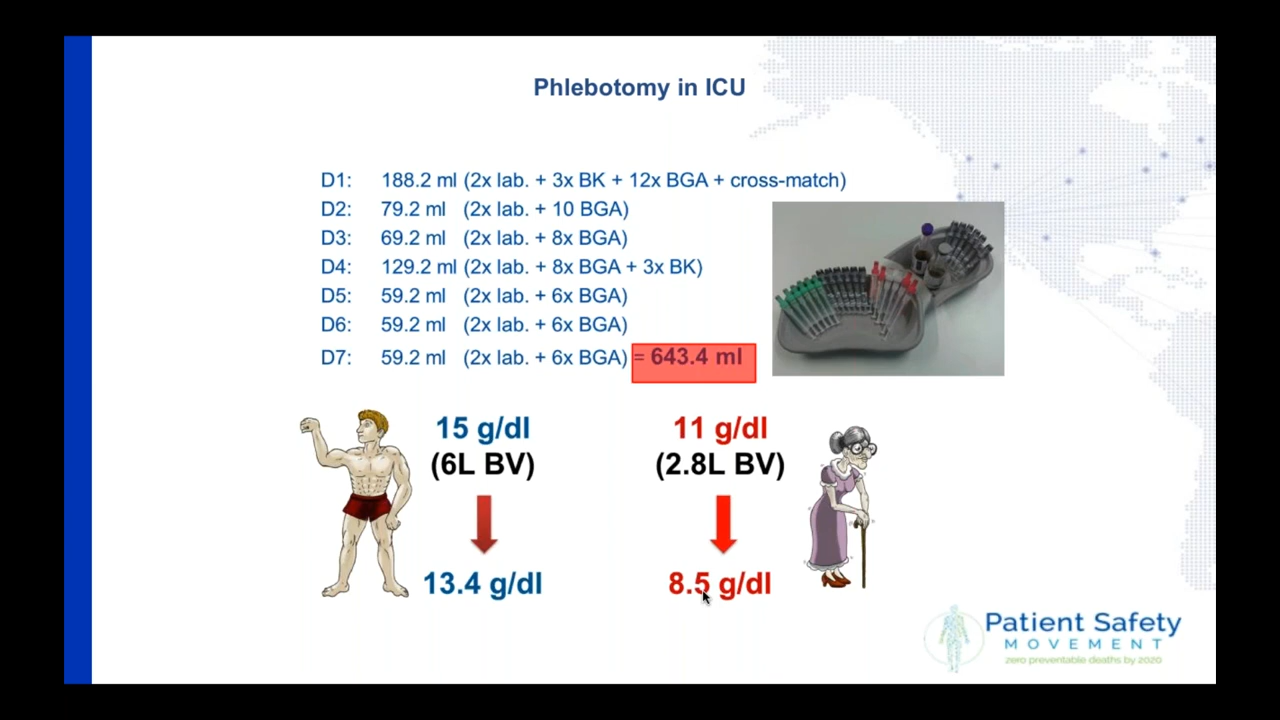 Phlebotomy in ICU
D1: 188.2 ml (2x lab. + 3x BK + 12x BGA + cross-match)
D2: 79.2 ml (2x lab. + 10 BGA)
D3: 69.2 ml (2x lab. + 8x BGA)
D4: 129.2 ml (2x lab. + 8x BGA + 3x BK)
D5: 59.2 ml (2x lab. + 6x BGA)
D6: 59.2 ml (2x lab. + 6x BGA)
D7: 59.2 ml (2x lab. + 6x BGA) = 643.4 ml
15 g/dl 11 g/dl
(6L BV) (2.8L BV)
13.4 g/dl 8.5 g/dl
Patient Safety
MOVEMENT
zero preventable deaths by 2020